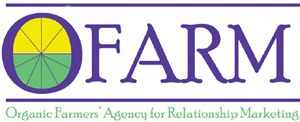 OFARM
Organic Farmers' Agency for Relationship Marketing